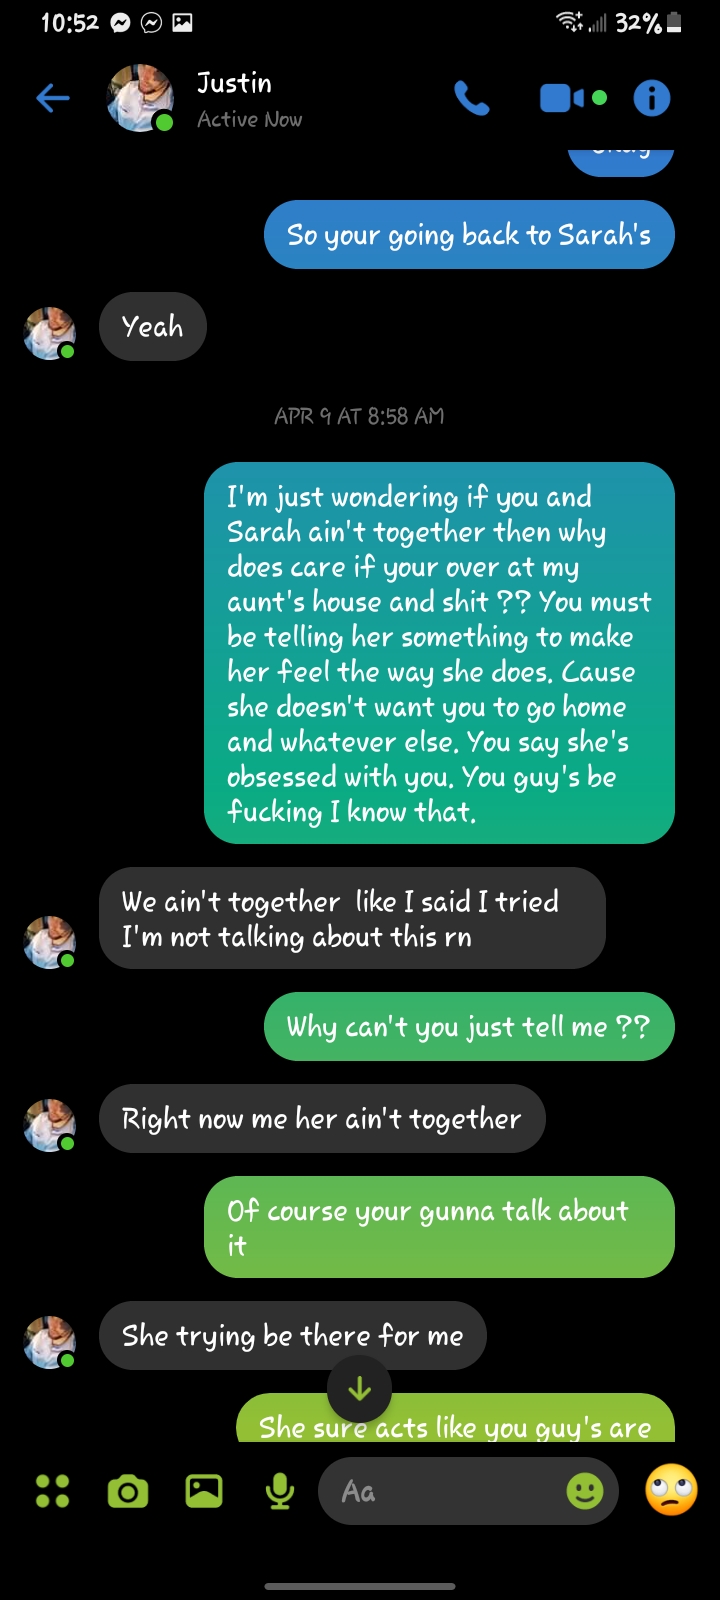 10:52
32%
Justin
Active Now
So your going back to Sarah's
Yeah
APR 9 AT 8:58 AM
I'm just wondering if you and
Sarah ain't together then why
does care if your over at my
aunt's house and shit ?? You must
be telling her something to make
her feel the way she does. Cause
she doesn't want you to go home
and whatever else. You say she's
obsessed with you. You guy's be
fucking I know that.
We ain't together  like I said I tried
I'm not talking about this rn
Why can't you just tell me ??
Right now me her ain't together
Of course your gunna talk about
it
She trying be there for me
She sure acts like you guy's are
Aa